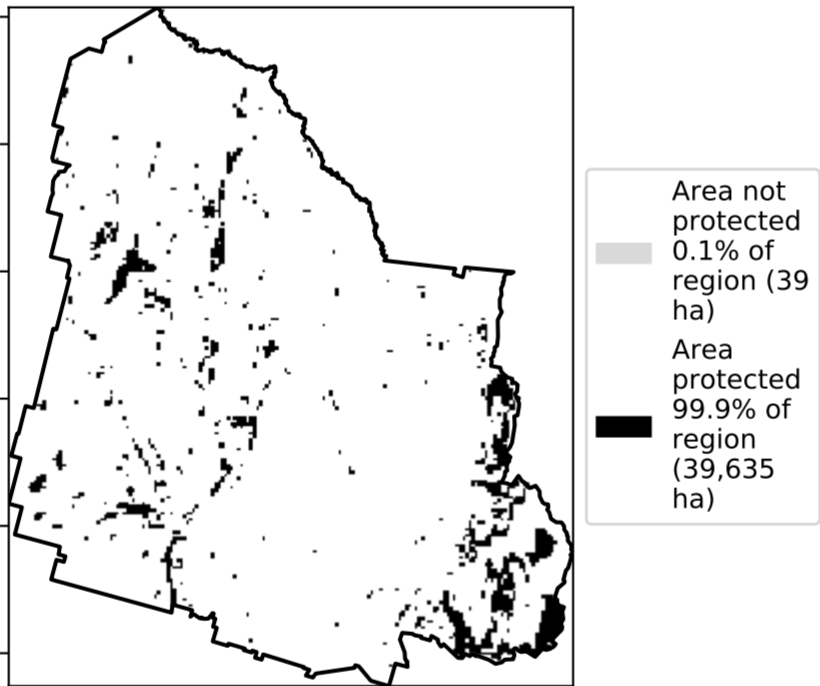 Area not
protected
0.1% of
region (39
ha)
Area
protected
99.9% of
region
(39,635
ha)